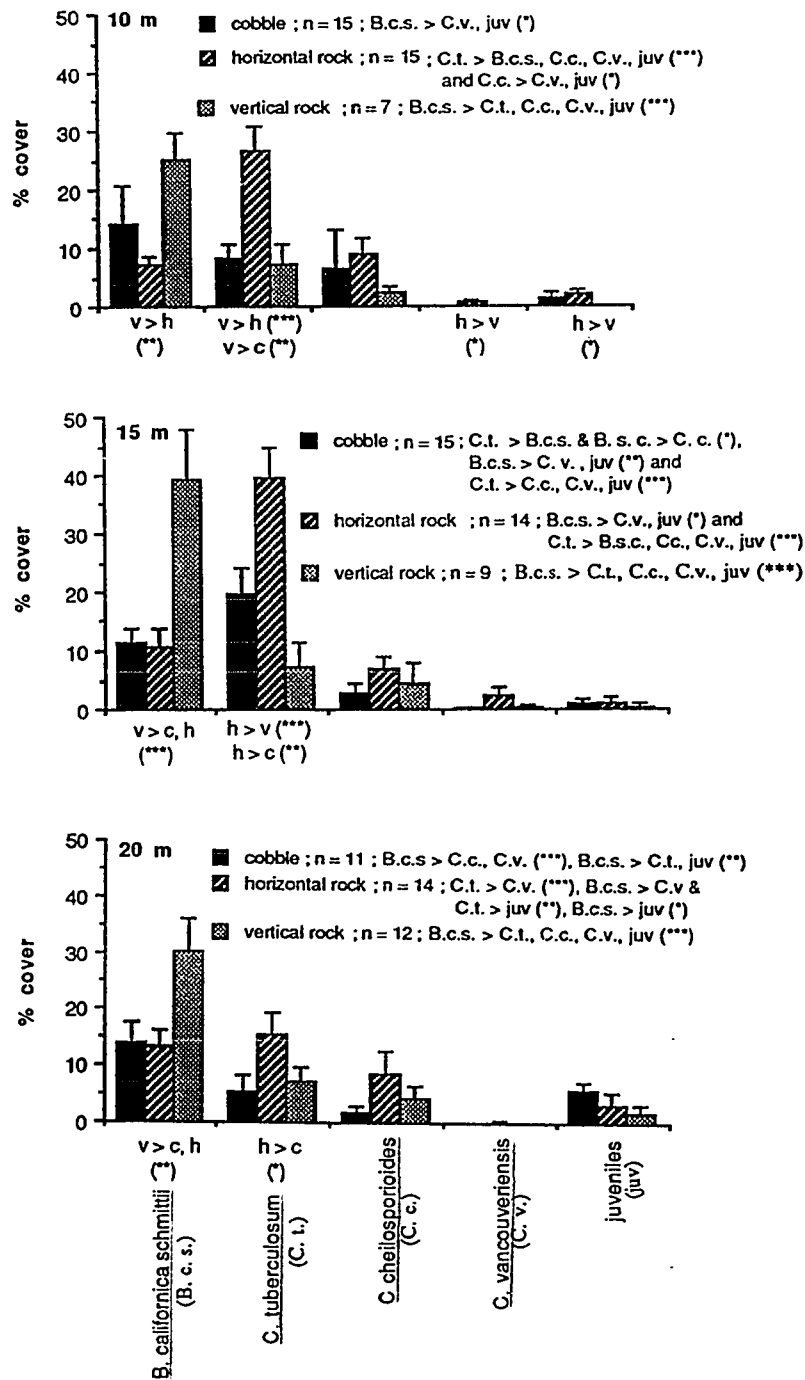 10 m
cobble ; n = 15 ; B.c.s. > C.v., juv (*)
horizontal rock ; n = 15 ; C.t. > B.c.s., C.c., C.v., juv (***)
and C.c. > C.v., juv (*)
vertical rock ; n = 7 ; B.c.s. > C.t., C.c., C.v., juv (***)
% cover
50
40
30
20
10
0
v > h
(**)
v > h (***)
v > c (**)
h > v
(*)
h > v
(*)
15 m
cobble ; n = 15 ; C.t. > B.c.s. & B. s. c. > C. c. (*),
B.c.s. > C. v. , juv (**) and
C.t. > C.c., C.v., juv (***)
horizontal rock ; n = 14 ; B.c.s. > C.v., juv (*) and
C.t. > B.s.c., Cc., C.v., juv (***)
vertical rock ; n = 9 ; B.c.s. > C.t., C.c., C.v., juv (***)
% cover
50
40
30
20
10
0
v > c, h
(***)
h > v (***)
h > c (**)
20 m
cobble ; n = 11 ; B.c.s > C.c., C.v. (***), B.c.s. > C.t., juv (**)
horizontal rock ; n = 14 ; C.t. > C.v. (***), B.c.s. > C.v &
C.t. > juv (**), B.c.s. > juv (*)
vertical rock ; n = 12 ; B.c.s. > C.t., C.c., C.v., juv (***)
% cover
50
40
30
20
10
0
v > c, h
(**)
h > c
(*)
B. californica schmittii
(B. c. s.)
C. tuberculosum
(C. t.)
C cheilosporioides
(C. c.)
C. vancouveriensis
(C. v.)
juveniles
(juv)